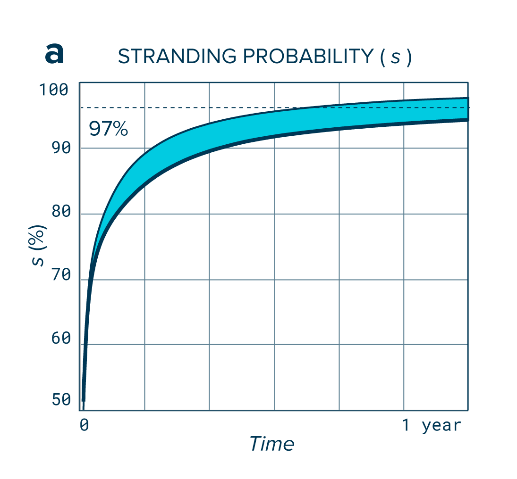 a STRANDING PROBABILITY ( s )
100
97%
90
80
s (%)
70
60
50
0 1 year
Time